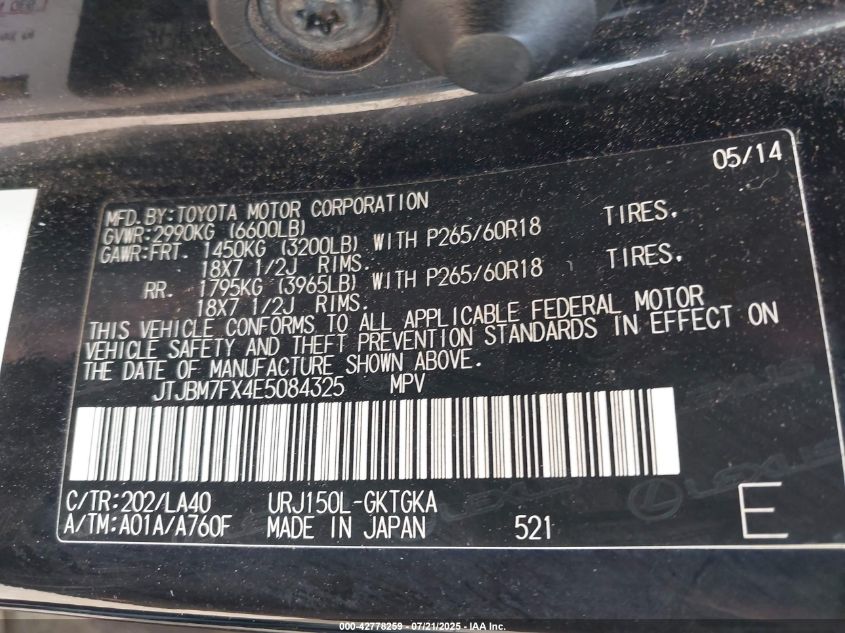 05/14
MFD. BY:TOYOTA MOTOR CORPORATION
GVWR:2990KG (6600LB)
GAWR:FRT. 1450KG (3200LB) WITH P265/60R18 TIRES.
18X7 1/2J RIMS.
RR. 1795KG (3965LB) WITH P265/60R18 TIRES.
18X7 1/2J RIMS.
THIS VEHICLE CONFORMS TO ALL APPLICABLE FEDERAL MOTOR
VEHICLE SAFETY AND THEFT PREVENTION STANDARDS IN EFFECT ON
THE DATE OF MANUFACTURE SHOWN ABOVE.
JTJBM7FX4E5084325 MPV
LEXUS
C/TR:202/LA40 URJ150L-GKTGKA
A/TM:A01A/A760F MADE IN JAPAN 521 E
000-42778259 - 07/21/2025 - IAA Inc.